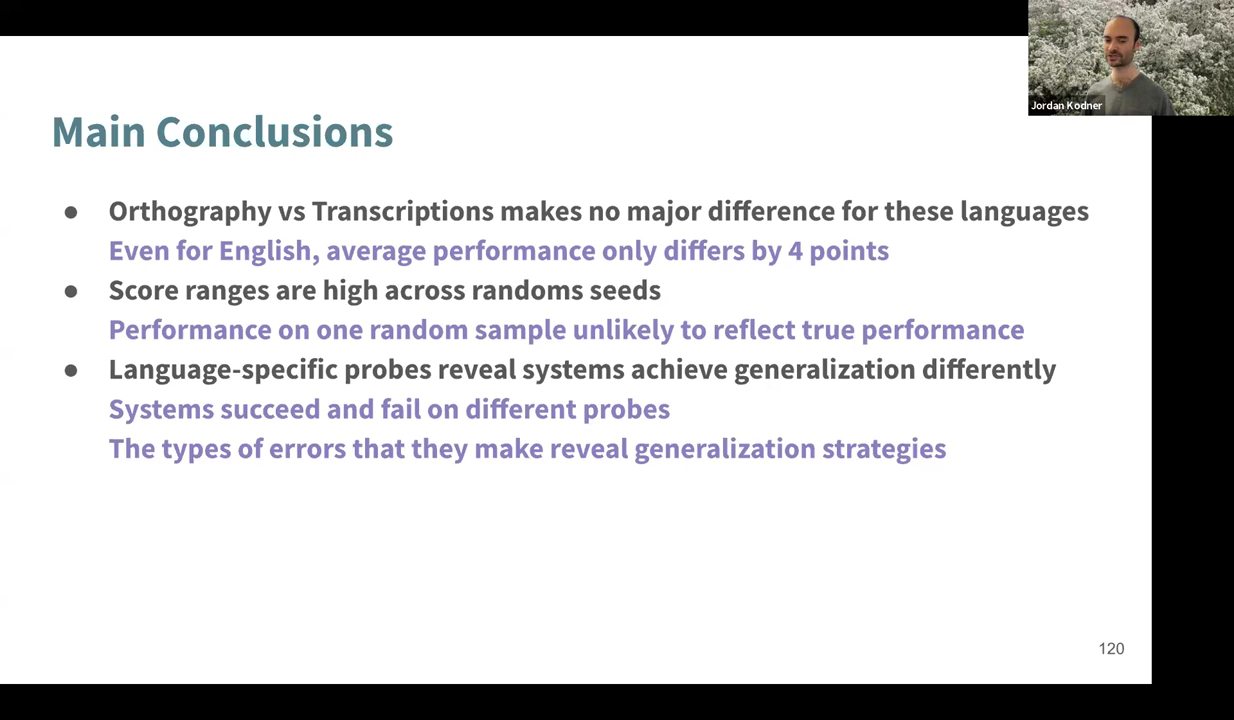 Jordan Kodner
Main Conclusions
● Orthography vs Transcriptions makes no major difference for these languages
Even for English, average performance only differs by 4 points
● Score ranges are high across randoms seeds
Performance on one random sample unlikely to reflect true performance
● Language-specific probes reveal systems achieve generalization differently
Systems succeed and fail on different probes
The types of errors that they make reveal generalization strategies
120